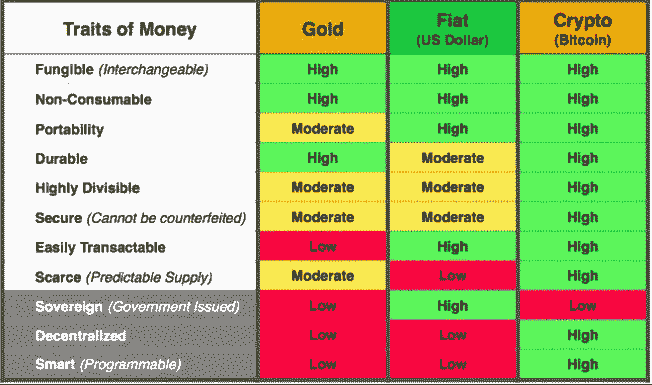 Traits of Money Gold Fiat (US Dollar) Crypto (Bitcoin)
Fungible (Interchangeable) High High High
Non-Consumable High High High
Portability Moderate High High
Durable High Moderate High
Highly Divisible Moderate Moderate High
Secure (Cannot be counterfeited) Moderate Moderate High
Easily Transactable Low High High
Scarce (Predictable Supply) Moderate Low High
Sovereign (Government Issued) Low High Low
Decentralized Low Low High
Smart (Programmable) Low Low High